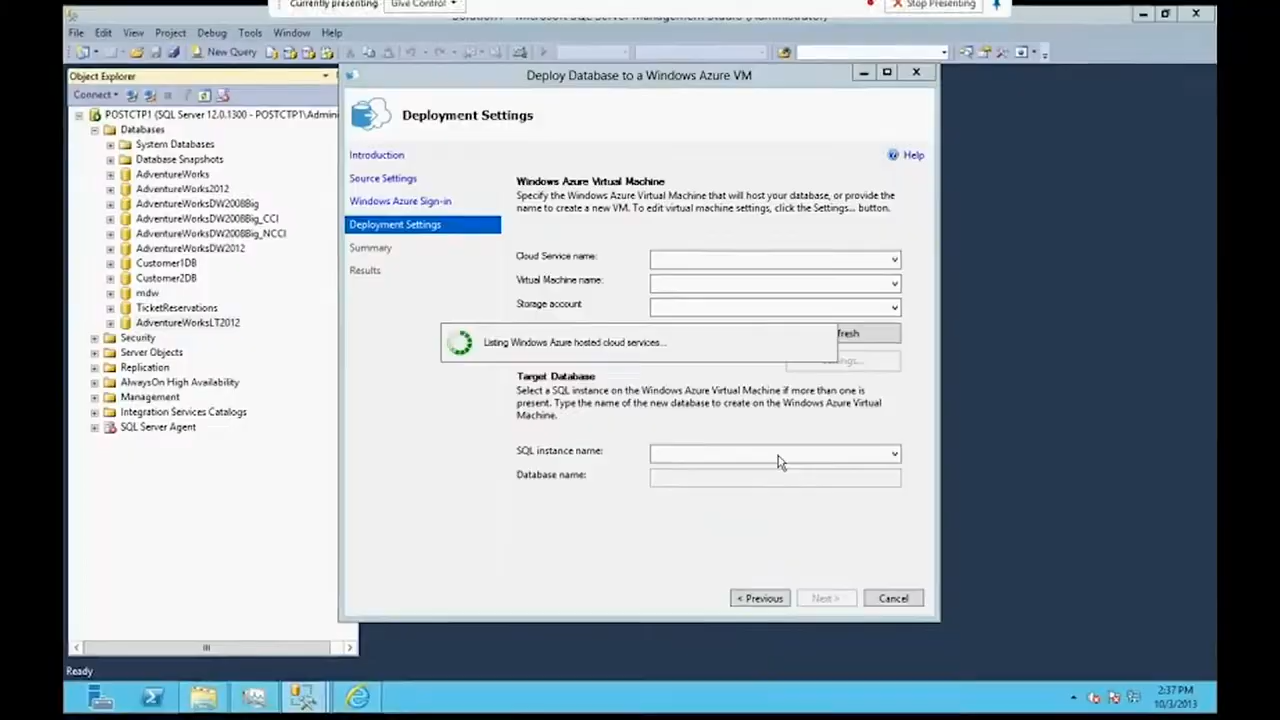 Currently presenting
Give Control
Stop Presenting
Solution1 - Microsoft SQL Server Management Studio (Administrator)
File Edit View Project Debug Tools Window Help
New Query
Object Explorer
Connect
POSTCTP1 (SQL Server 12.0.1300 - POSTCTP1\Admini
Databases
System Databases
Database Snapshots
AdventureWorks
AdventureWorks2012
AdventureWorksDW2008Big
AdventureWorksDW2008Big_CCI
AdventureWorksDW2008Big_NCCI
AdventureWorksDW2012
Customer1DB
Customer2DB
mdw
TicketReservations
AdventureWorksLT2012
Security
Server Objects
Replication
AlwaysOn High Availability
Management
Integration Services Catalogs
SQL Server Agent
Ready
Deploy Database to a Windows Azure VM
Deployment Settings
Introduction
Source Settings
Windows Azure Sign-in
Deployment Settings
Summary
Results
Help
Windows Azure Virtual Machine
Specify the Windows Azure Virtual Machine that will host your database, or provide the
name to create a new VM. To edit virtual machine settings, click the Settings... button.
Cloud Service name:
Virtual Machine name:
Storage account
fresh
Listing Windows Azure hosted cloud services...
Target Database
Select a SQL instance on the Windows Azure Virtual Machine if more than one is
present. Type the name of the new database to create on the Windows Azure Virtual
Machine.
SQL instance name:
Database name:
< Previous
Next >
Cancel
2:37 PM
10/3/2013